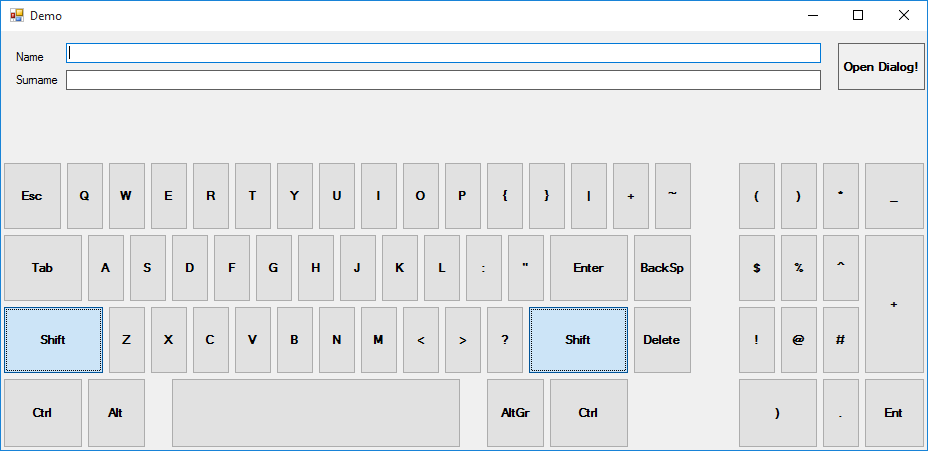 Demo
Name
Surname
Open Dialog!
Esc Q W E R T Y U I O P { } | + ~ ( ) * _
Tab A S D F G H J K L : " Enter BackSp $ % ^ +
Shift Z X C V B N M < > ? Shift Delete ! @ #
Ctrl Alt AltGr Ctrl ) . Ent